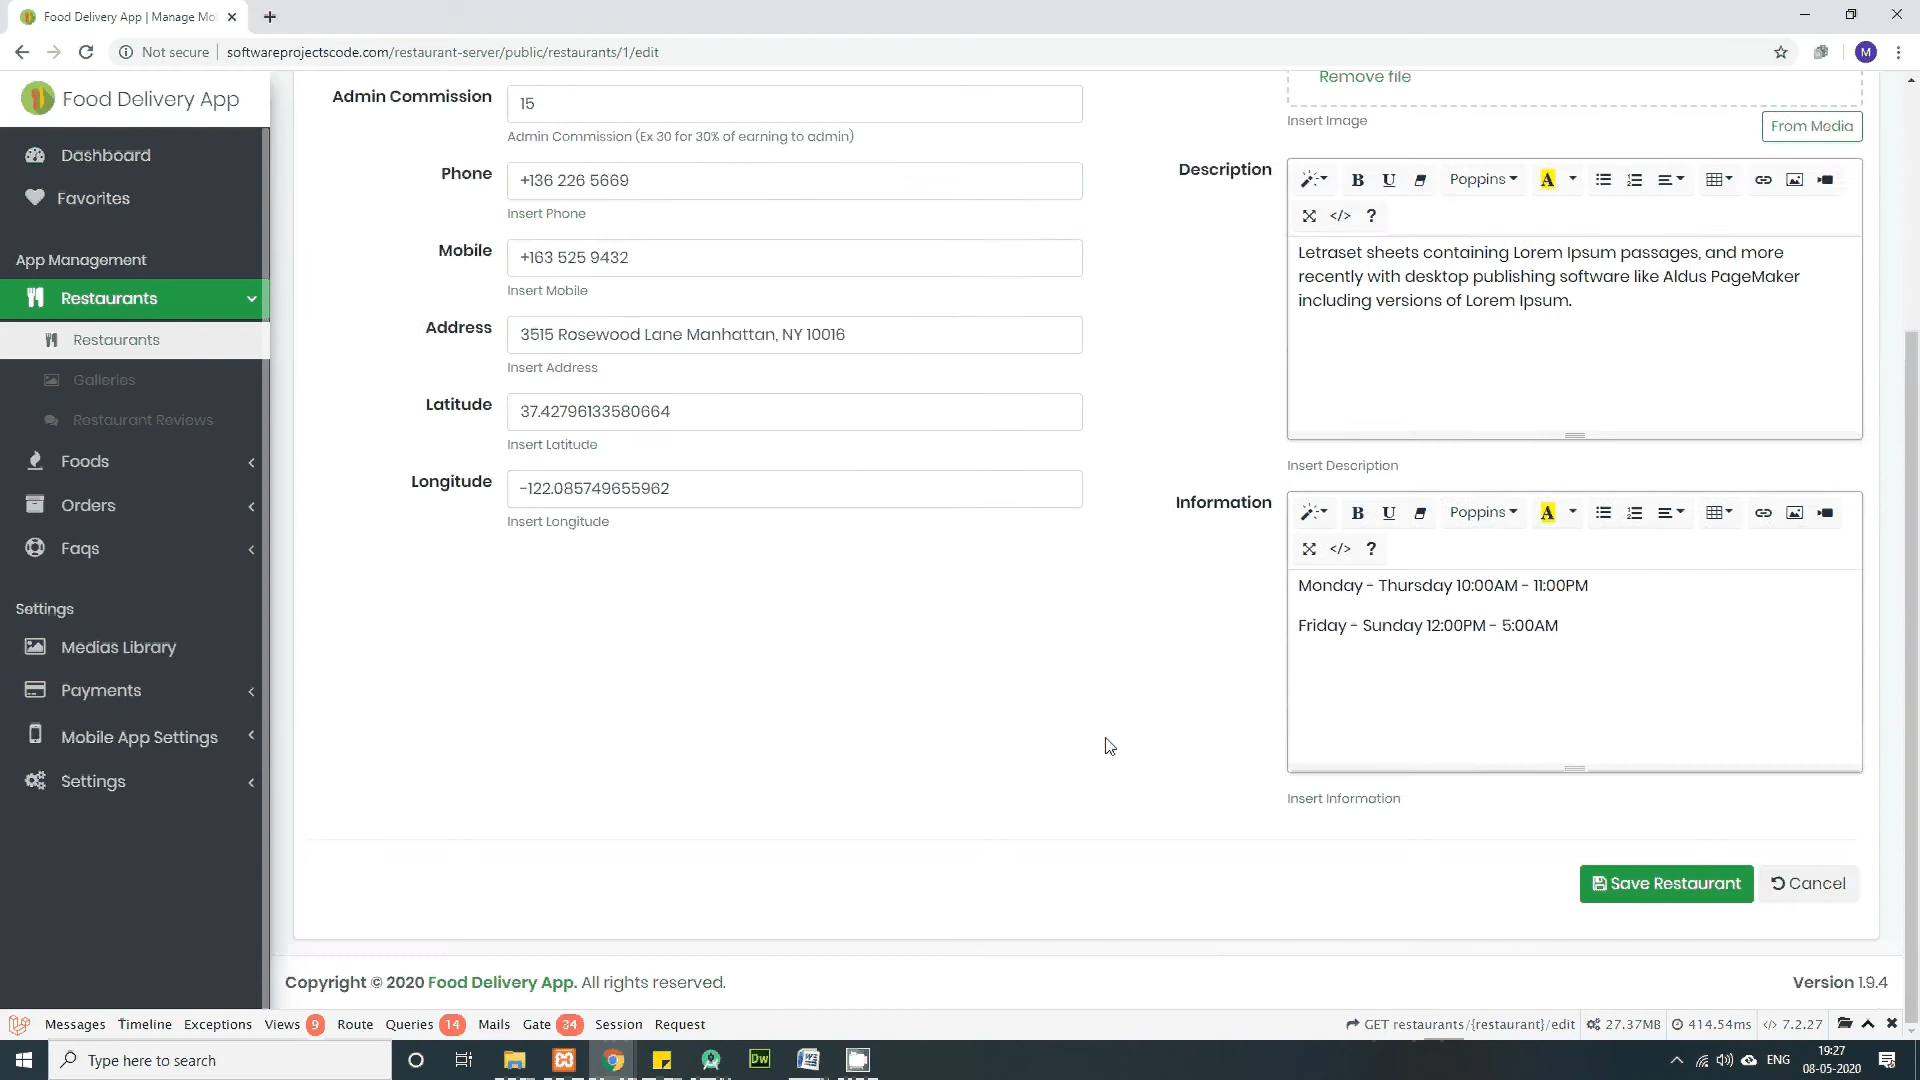 Food Delivery App | Manage Mo
Not secure
softwareprojectscode.com/restaurant-server/public/restaurants/1/edit
M
Food Delivery App
Dashboard
Favorites
App Management
Restaurants
Restaurants
Galleries
Restaurant Reviews
Foods
Orders
Faqs
Settings
Medias Library
Payments
Mobile App Settings
Settings
Admin Commission
15
Admin Commission (Ex 30 for 30% of earning to admin)
Phone
+136 226 5669
Insert Phone
Mobile
+163 525 9432
Insert Mobile
Address
3515 Rosewood Lane Manhattan, NY 10016
Insert Address
Latitude
37.42796133580664
Insert Latitude
Longitude
-122.085749655962
Insert Longitude
Remove file
Insert Image
From Media
Description
B U Poppins A
</> ?
Letraset sheets containing Lorem Ipsum passages, and more
recently with desktop publishing software like Aldus PageMaker
including versions of Lorem Ipsum.
Insert Description
Information
B U Poppins A
</> ?
Monday - Thursday 10:00AM - 11:00PM
Friday - Sunday 12:00PM - 5:00AM
Insert Information
Save Restaurant
Cancel
Copyright © 2020 Food Delivery App. All rights reserved.
Version 1.9.4
Messages Timeline Exceptions Views 9 Route Queries 14 Mails Gate 34 Session Request
GET restaurants/{restaurant}/edit 27.37MB 414.54ms </> 7.2.27
Type here to search
Dw
ENG
19:27
08-05-2020